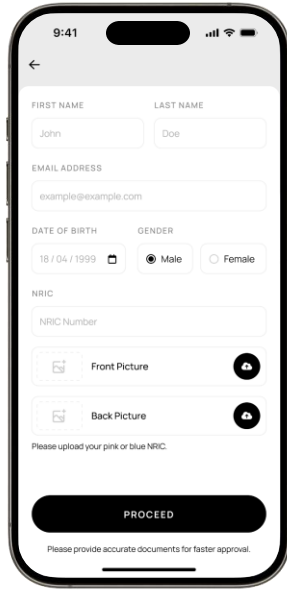 9:41
FIRST NAME LAST NAME
John Doe
EMAIL ADDRESS
example@example.com
DATE OF BIRTH GENDER
18 / 04 / 1999 Male Female
NRIC
NRIC Number
Front Picture
Back Picture
Please upload your pink or blue NRIC.
PROCEED
Please provide accurate documents for faster approval.